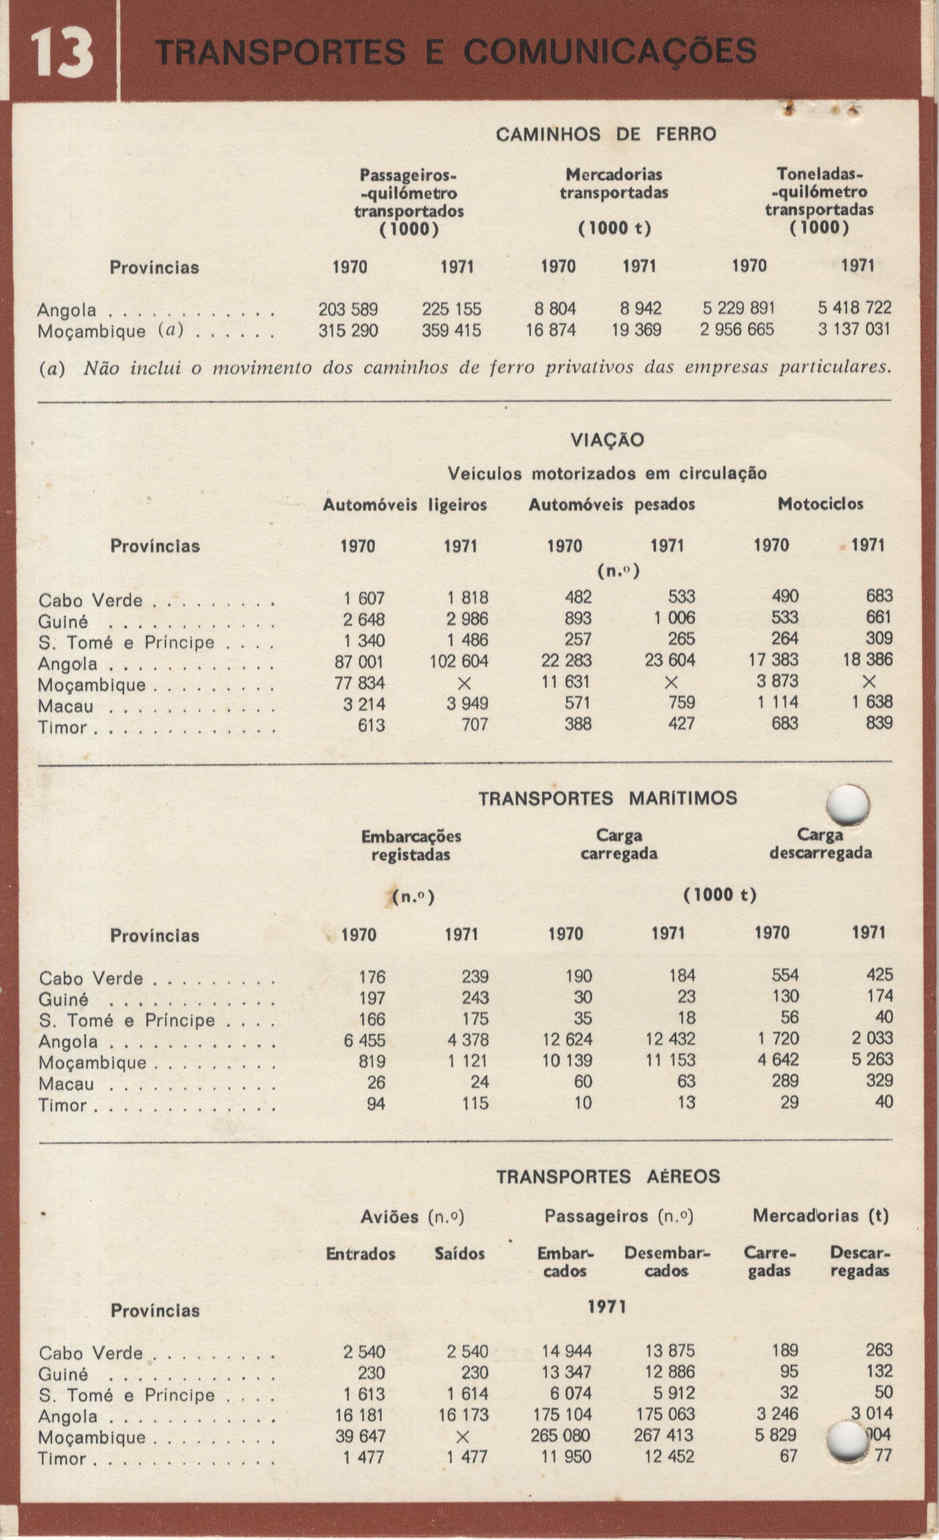 13 TRANSPORTES E COMUNICAÇÕES
CAMINHOS DE FERRO
Passageiros- Mercadorias Toneladas-
-quilómetro transportadas -quilómetro
transportados transportadas
(1000) (1000 t) (1000)
Províncias 1970 1971 1970 1971 1970 1971
Angola . . . . . . . . . . . . 203 589 225 155 8 804 8 942 5 229 891 5 418 722
Moçambique (a) . . . . . . 315 290 359 415 16 874 19 369 2 956 665 3 137 031
(a) Não inclui o movimento dos caminhos de ferro privativos das empresas particulares.
VIAÇÃO
Veículos motorizados em circulação
Automóveis ligeiros Automóveis pesados Motociclos
Províncias 1970 1971 1970 1971 1970 1971
(n.º)
Cabo Verde . . . . . . . . . 1 607 1 818 482 533 490 683
Guiné . . . . . . . . . . . . 2 648 2 986 893 1 006 533 661
S. Tomé e Príncipe . . . . 1 340 1 486 257 265 264 309
Angola . . . . . . . . . . . . 87 001 102 604 22 283 23 604 17 383 18 386
Moçambique . . . . . . . . . 77 834 × 11 631 × 3 873 ×
Macau . . . . . . . . . . . . 3 214 3 949 571 759 1 114 1 638
Timor . . . . . . . . . . . . . 613 707 388 427 683 839
TRANSPORTES MARÍTIMOS
Embarcações Carga Carga
registadas carregada descarregada
(n.º) (1000 t)
Províncias 1970 1971 1970 1971 1970 1971
Cabo Verde . . . . . . . . . 176 239 190 184 554 425
Guiné . . . . . . . . . . . . 197 243 30 23 130 174
S. Tomé e Príncipe . . . . 166 175 35 18 56 40
Angola . . . . . . . . . . . . 6 455 4 378 12 624 12 432 1 720 2 033
Moçambique . . . . . . . . . 819 1 121 10 139 11 153 4 642 5 263
Macau . . . . . . . . . . . . 26 24 60 63 289 329
Timor . . . . . . . . . . . . . 94 115 10 13 29 40
TRANSPORTES AÉREOS
Aviões (n.º) Passageiros (n.º) Mercadorias (t)
Entrados Saídos Embar- Desembar- Carre- Descar-
cados cados gadas regadas
Províncias 1971
Cabo Verde . . . . . . . . . 2 540 2 540 14 944 13 875 189 263
Guiné . . . . . . . . . . . . 230 230 13 347 12 886 95 132
S. Tomé e Príncipe . . . . 1 613 1 614 6 074 5 912 32 50
Angola . . . . . . . . . . . . 16 181 16 173 175 104 175 063 3 246 3 014
Moçambique . . . . . . . . . 39 647 × 265 080 267 413 5 829
Timor . . . . . . . . . . . . . 1 477 1 477 11 950 12 452 67 77